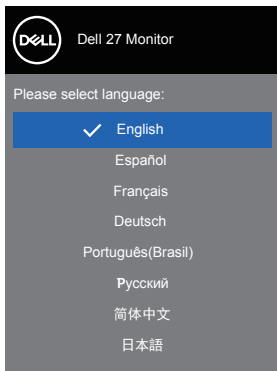 DELL
Dell 27 Monitor
Please select language:
English
Español
Français
Deutsch
Português(Brasil)
Русский
简体中文
日本語